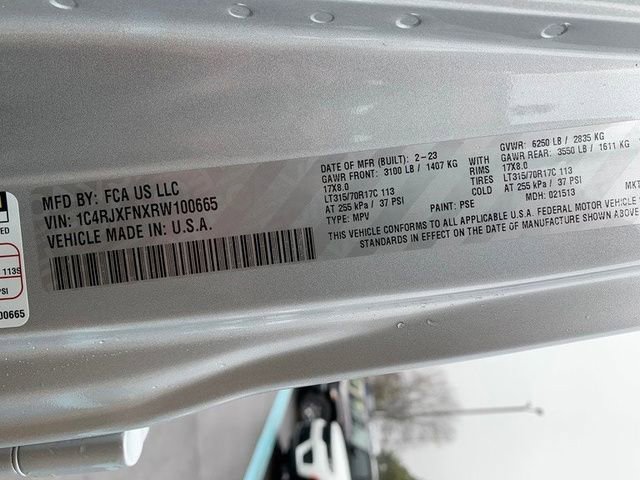 MFD BY: FCA US LLC
VIN: 1C4RJXFNXRW100665
VEHICLE MADE IN: U.S.A.
DATE OF MFR (BUILT): 2-23
GAWR FRONT: 3100 LB / 1407 KG
17X8.0
LT315/70R17C 113
AT 255 kPa / 37 PSI
TYPE: MPV
PAINT: PSE
WITH
RIMS
TIRES
COLD
GVWR: 6250 LB / 2835 KG
GAWR REAR: 3550 LB / 1611 KG
17X8.0
LT315/70R17C 113
AT 255 kPa / 37 PSI
MDH: 021513
MKT
THIS VEHICLE CONFORMS TO ALL APPLICABLE U.S.A. FEDERAL MOTOR VEHICLE
STANDARDS IN EFFECT ON THE DATE OF MANUFACTURE SHOWN ABOVE
113S
PSI
00665